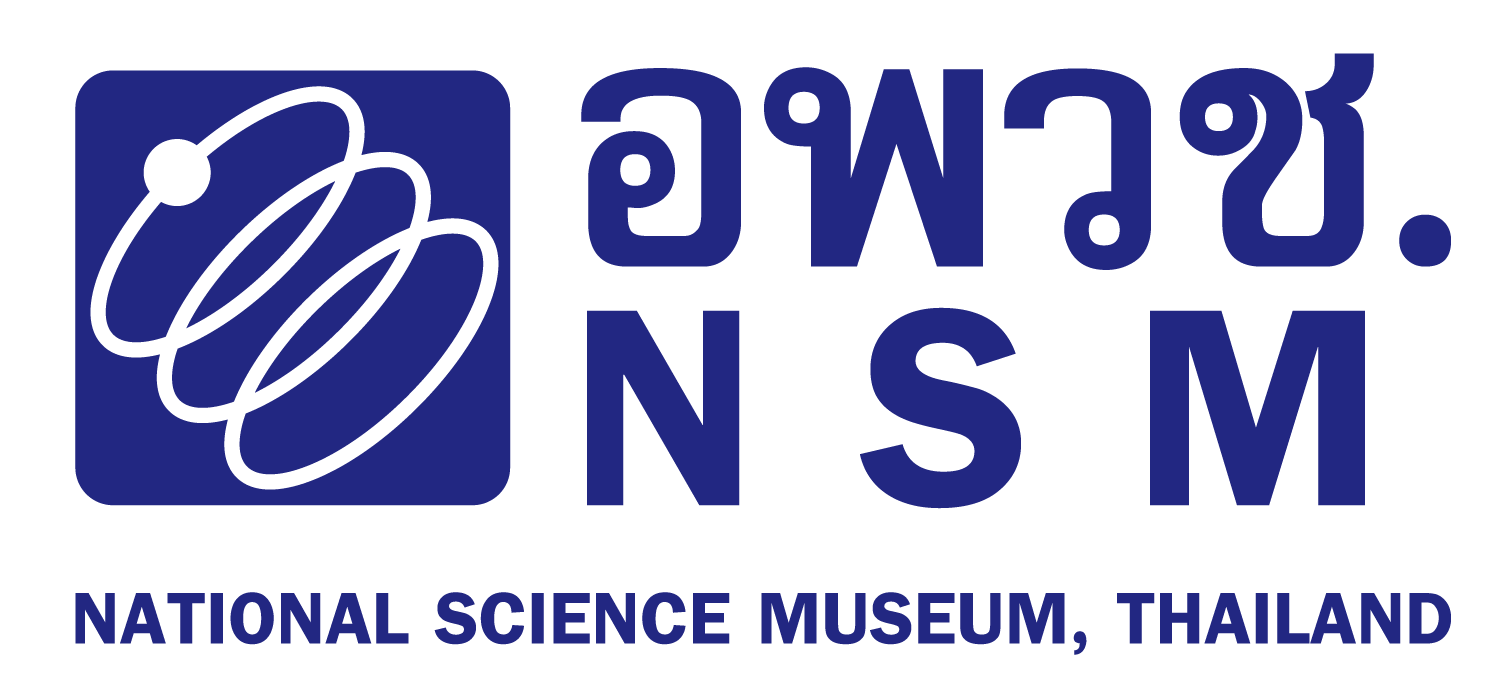 อพวช.
NSM
NATIONAL SCIENCE MUSEUM, THAILAND